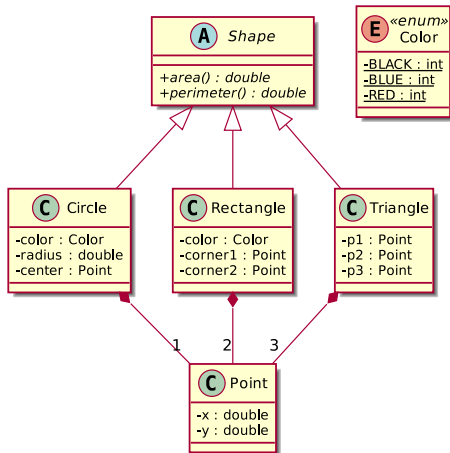 A Shape
+area() : double
+perimeter() : double
E «enum»
Color
-BLACK : int
-BLUE : int
-RED : int
C Circle
-color : Color
-radius : double
-center : Point
C Rectangle
-color : Color
-corner1 : Point
-corner2 : Point
C Triangle
-p1 : Point
-p2 : Point
-p3 : Point
1
2
3
C Point
-x : double
-y : double